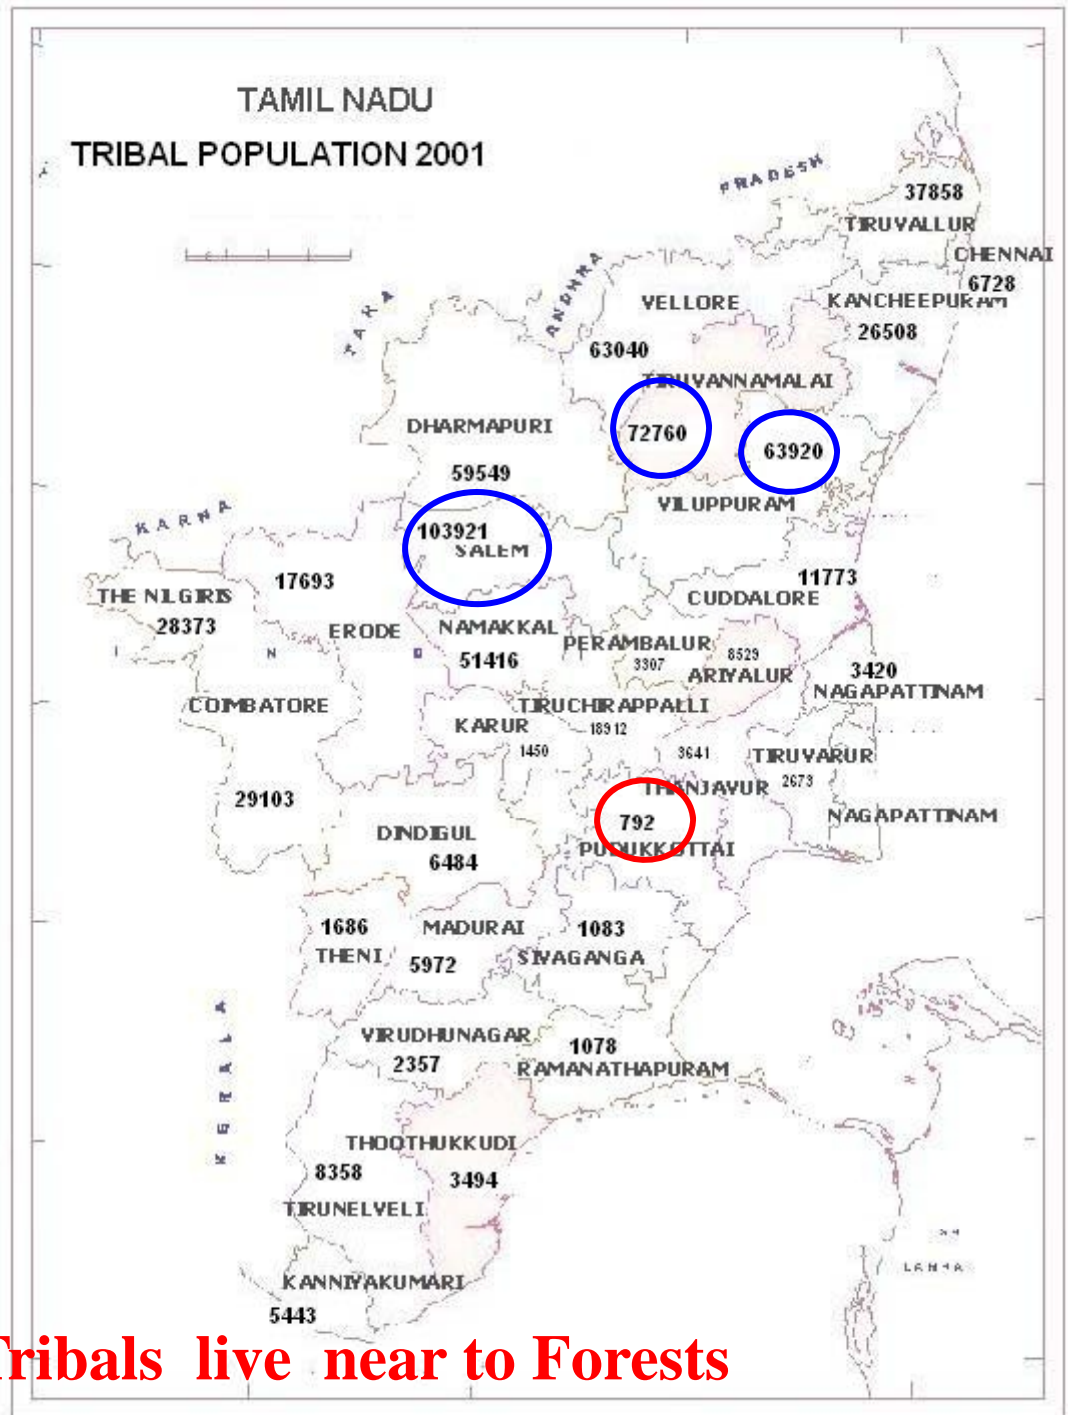 TAMIL NADU
TRIBAL POPULATION 2001
PRADESH
37858
TIRUVALLUR
CHENNAI
6728
ANDHRA
VELLORE
KANCHEEPURAM
26508
TAKA
63040
TIRUVANNAMALAI
72760
63920
DHARMAPURI
59549
VILUPPURAM
KARNA
103921
SALEM
17693
11773
THE NILGIRIS
CUDDALORE
28373
ERODE
NAMAKKAL
PERAMBALUR
51416
3307
8529
ARIYALUR
3420
NAGAPATTINAM
I
N
D
COIMBATORE
TIRUCHIRAPPALLI
KARUR
18912
1450
3641
TIRUVARUR
2673
THANJAVUR
29103
792
NAGAPATTINAM
DINDIGUL
PUDUKKOTTAI
6484
1686
MADURAI
1083
THENI
5972
SIVAGANGA
KERALA
VIRUDHUNAGAR
1078
2357
RAMANATHAPURAM
THOOTHUKKUDI
8358
3494
TIRUNELVELI
LANKA
KANNIYAKUMARI
5443
Tribals live near to Forests